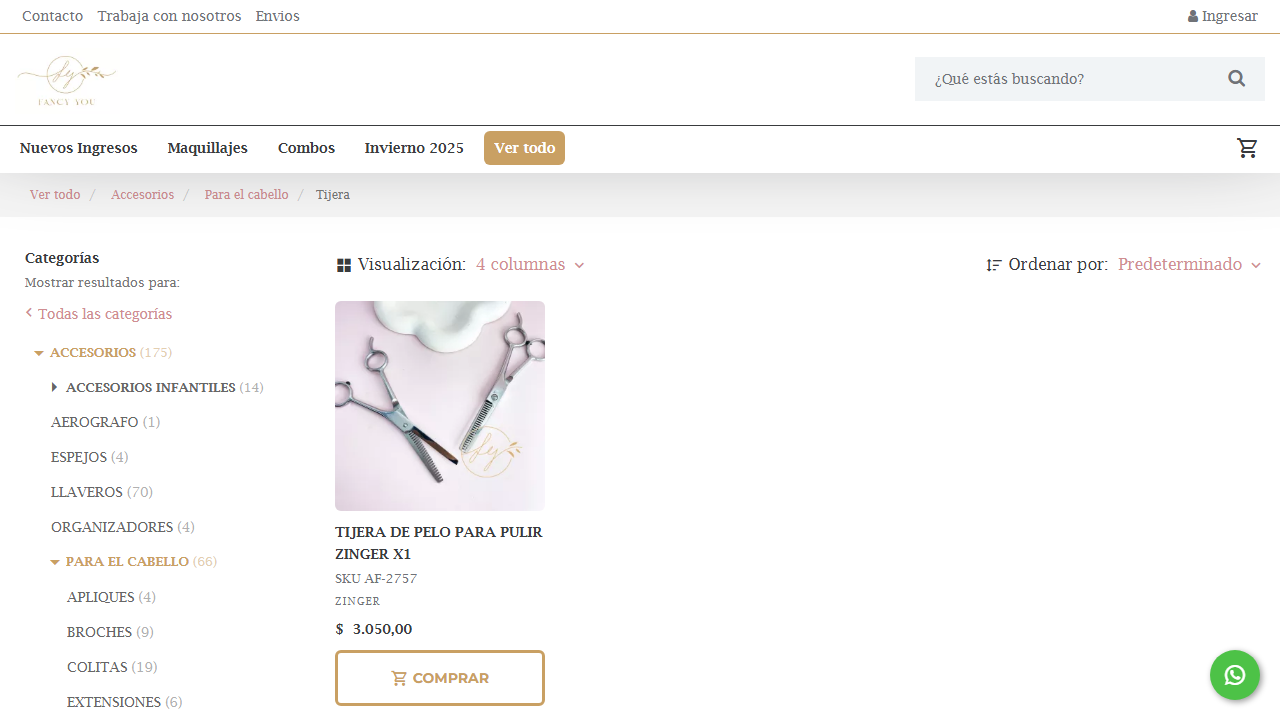 Contacto Trabaja con nosotros Envios Ingresar
fy
FANCY YOU
¿Qué estás buscando?
Nuevos Ingresos Maquillajes Combos Invierno 2025 Ver todo
Ver todo / Accesorios / Para el cabello / Tijera
Categorías
Mostrar resultados para:
Todas las categorías
ACCESORIOS (175)
ACCESORIOS INFANTILES (14)
AEROGRAFO (1)
ESPEJOS (4)
LLAVEROS (70)
ORGANIZADORES (4)
PARA EL CABELLO (66)
APLIQUES (4)
BROCHES (9)
COLITAS (19)
EXTENSIONES (6)
Visualización: 4 columnas
Ordenar por: Predeterminado
fy
TIJERA DE PELO PARA PULIR
ZINGER X1
SKU AF-2757
ZINGER
$ 3.050,00
COMPRAR